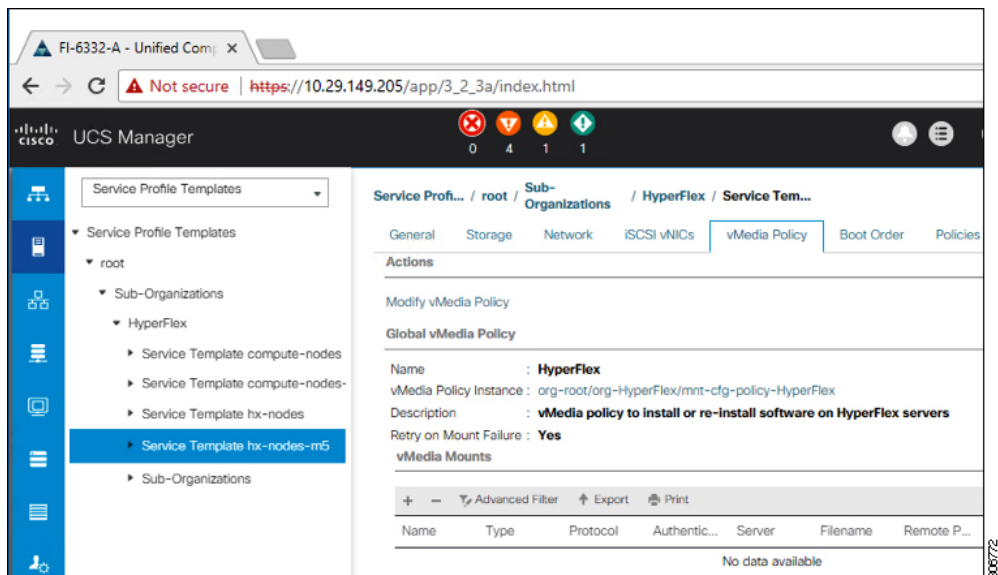 FI-6332-A - Unified Com
Not secure | https://10.29.149.205/app/3_2_3a/index.html
cisco UCS Manager
0 4 1 1
Service Profile Templates
Service Profile Templates
root
Sub-Organizations
HyperFlex
Service Template compute-nodes
Service Template compute-nodes-
Service Template hx-nodes
Service Template hx-nodes-m5
Sub-Organizations
Service Profi... / root / Sub-Organizations / HyperFlex / Service Tem...
General Storage Network iSCSI vNICs vMedia Policy Boot Order Policies
Actions
Modify vMedia Policy
Global vMedia Policy
Name : HyperFlex
vMedia Policy Instance : org-root/org-HyperFlex/mnt-cfg-policy-HyperFlex
Description : vMedia policy to install or re-install software on HyperFlex servers
Retry on Mount Failure : Yes
vMedia Mounts
+ − Advanced Filter Export Print
Name Type Protocol Authentic... Server Filename Remote P...
No data available
306772